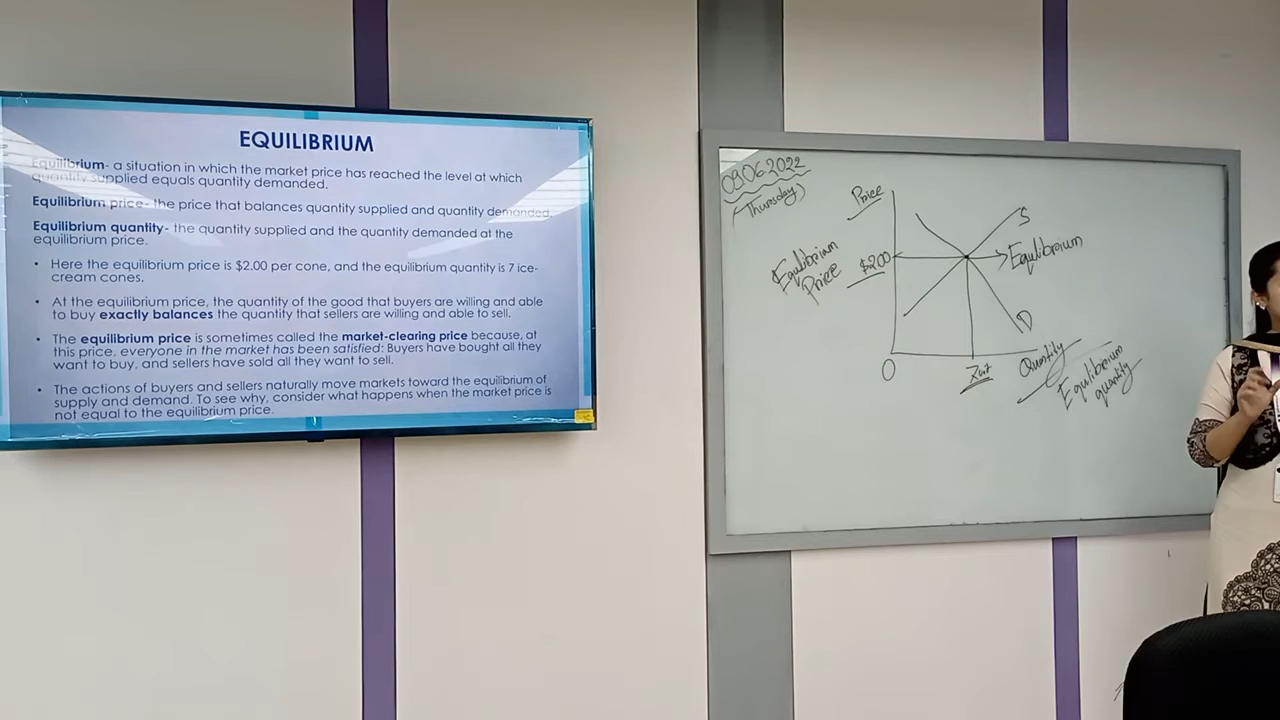 EQUILIBRIUM
Equilibrium- a situation in which the market price has reached the level at which
quantity supplied equals quantity demanded.
Equilibrium price- the price that balances quantity supplied and quantity demanded.
Equilibrium quantity- the quantity supplied and the quantity demanded at the
equilibrium price.
• Here the equilibrium price is $2.00 per cone, and the equilibrium quantity is 7 ice-
cream cones.
• At the equilibrium price, the quantity of the good that buyers are willing and able
to buy exactly balances the quantity that sellers are willing and able to sell.
• The equilibrium price is sometimes called the market-clearing price because, at
this price, everyone in the market has been satisfied: Buyers have bought all they
want to buy, and sellers have sold all they want to sell.
• The actions of buyers and sellers naturally move markets toward the equilibrium of
supply and demand. To see why, consider what happens when the market price is
not equal to the equilibrium price.
09.06.2022
(Thursday)
Price
S
Equilibrium
Equilibrium
Price
$2.00
D
0
Quantity
Equilibrium
quantity